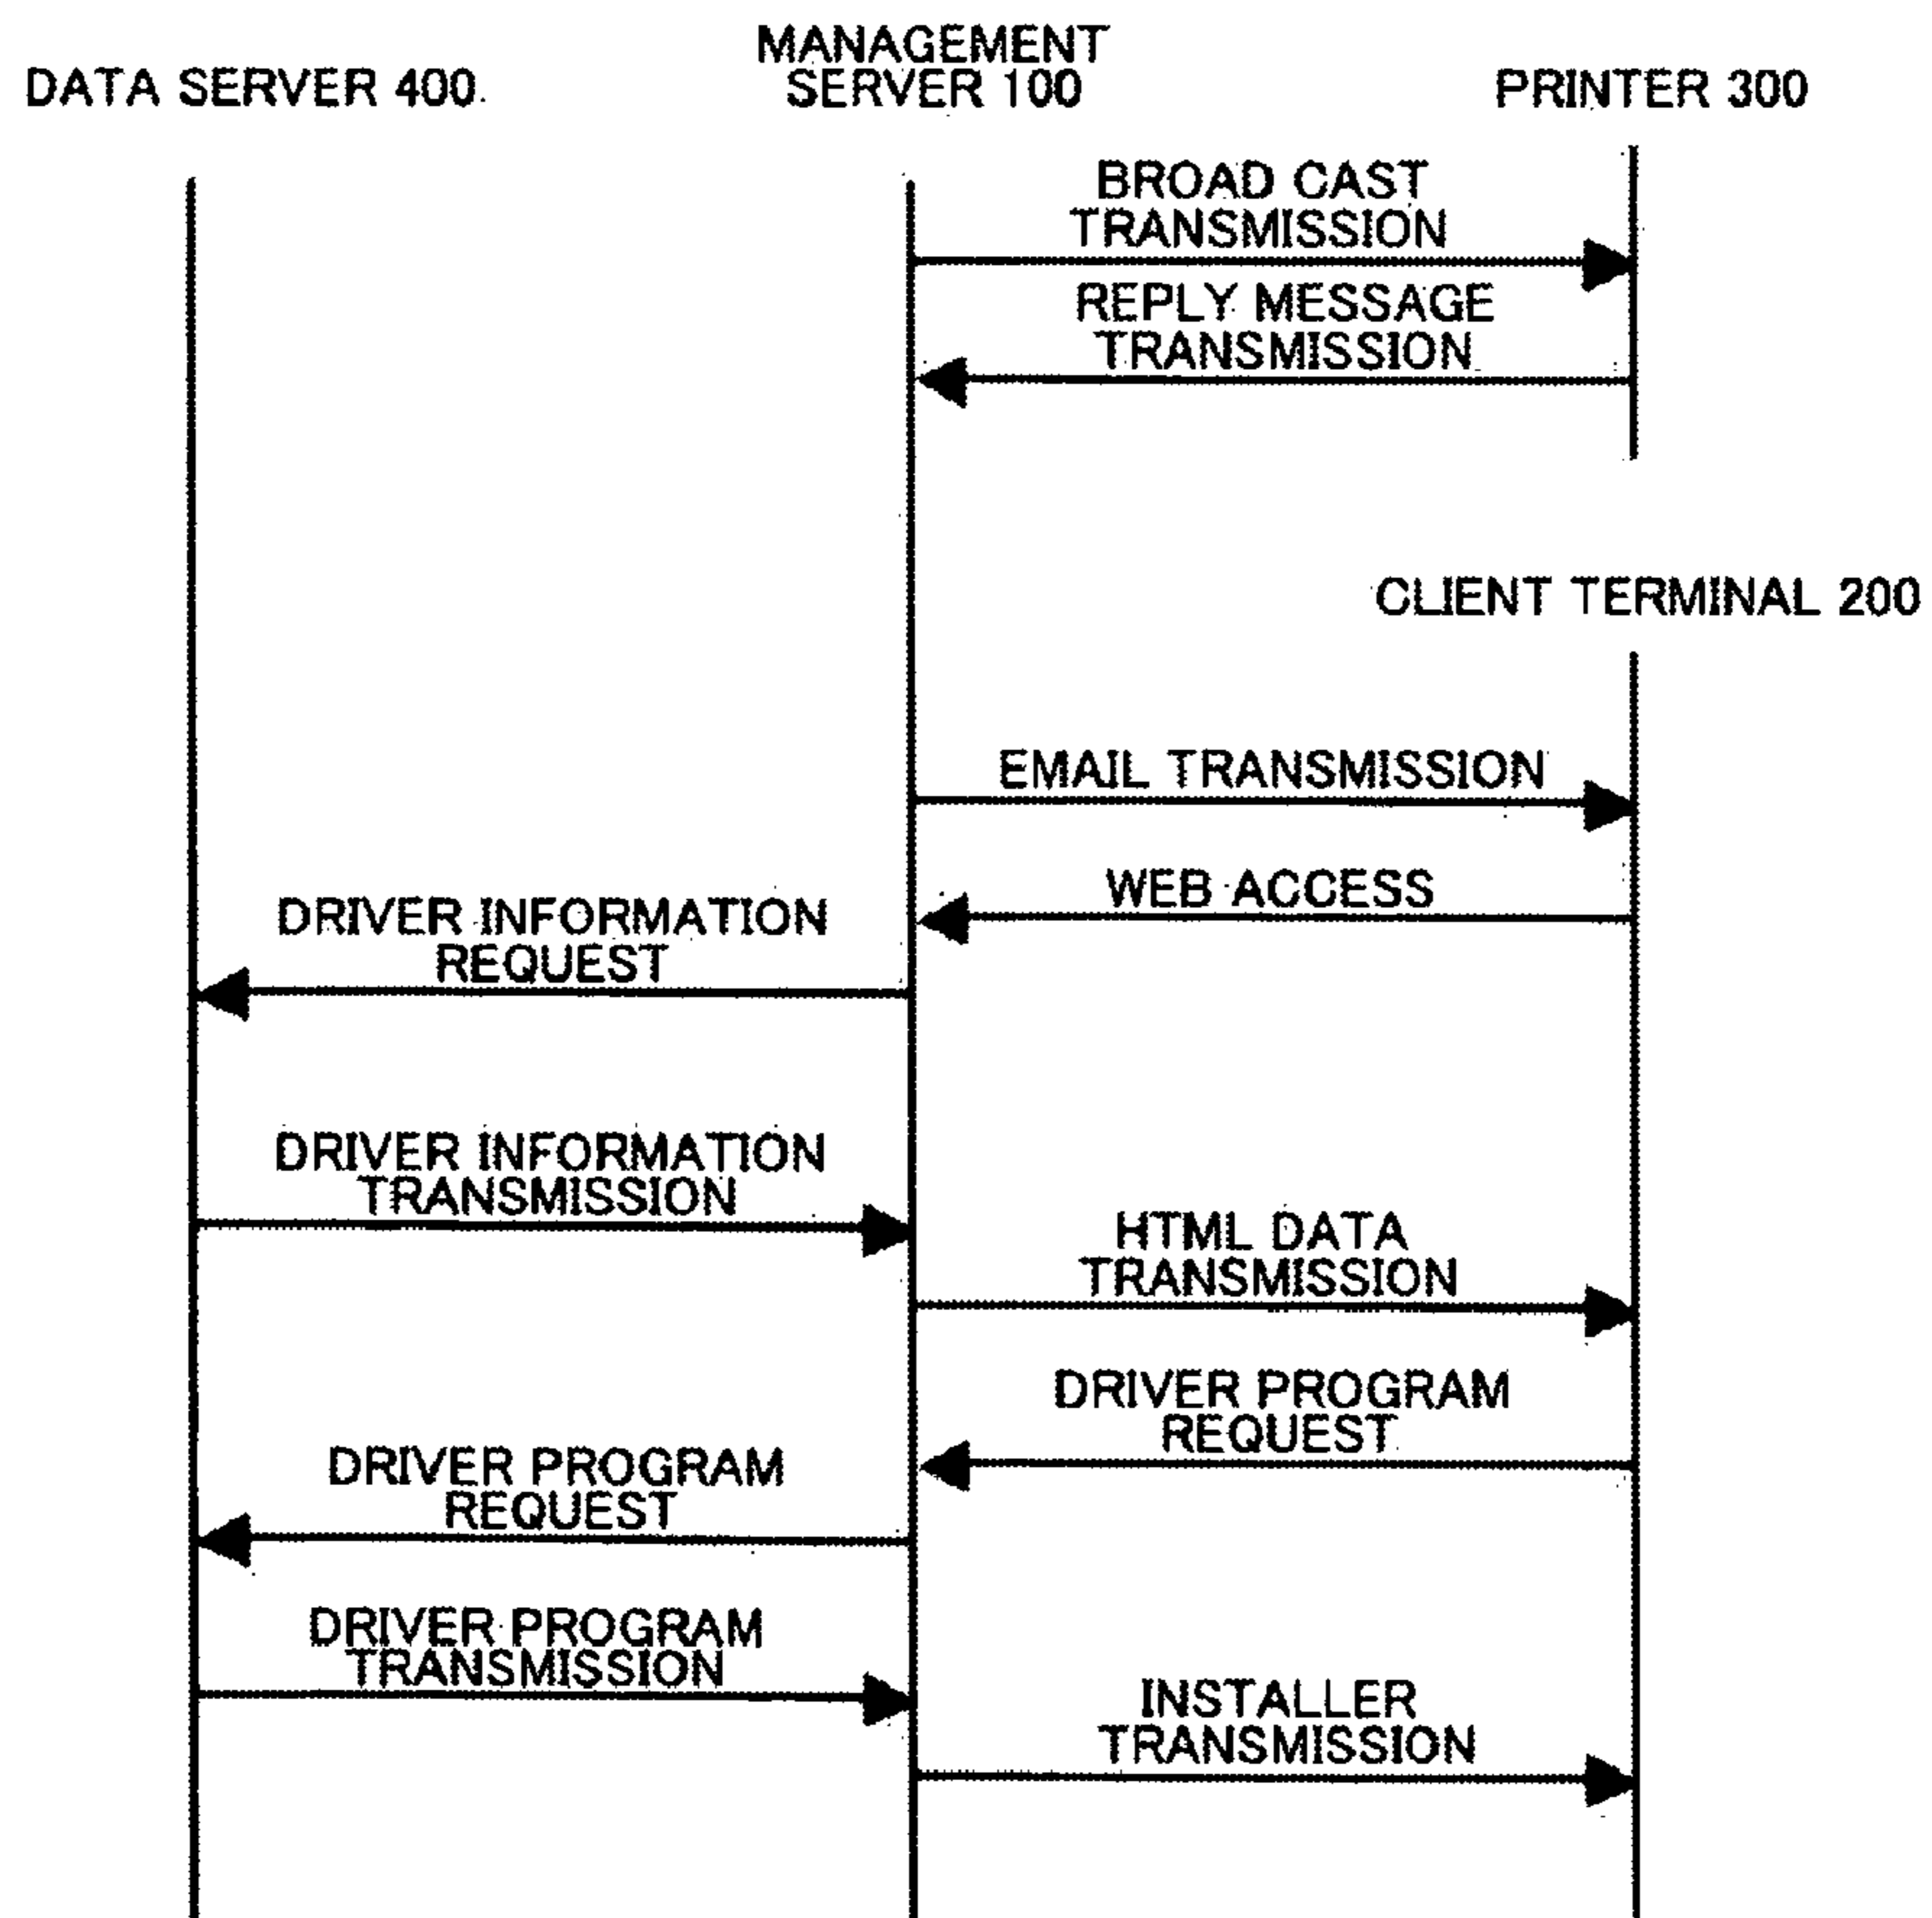 MANAGEMENT
DATA SERVER 400
SERVER 100
PRINTER 300
BROAD CAST
TRANSMISSION
REPLY MESSAGE
TRANSMISSION
CLIENT TERMINAL 200
EMAIL TRANSMISSION
WEB ACCESS
DRIVER INFORMATION
REQUEST
DRIVER INFORMATION
TRANSMISSION
HTML DATA
TRANSMISSION
DRIVER PROGRAM
REQUEST
DRIVER PROGRAM
REQUEST
DRIVER PROGRAM
TRANSMISSION
INSTALLER
TRANSMISSION